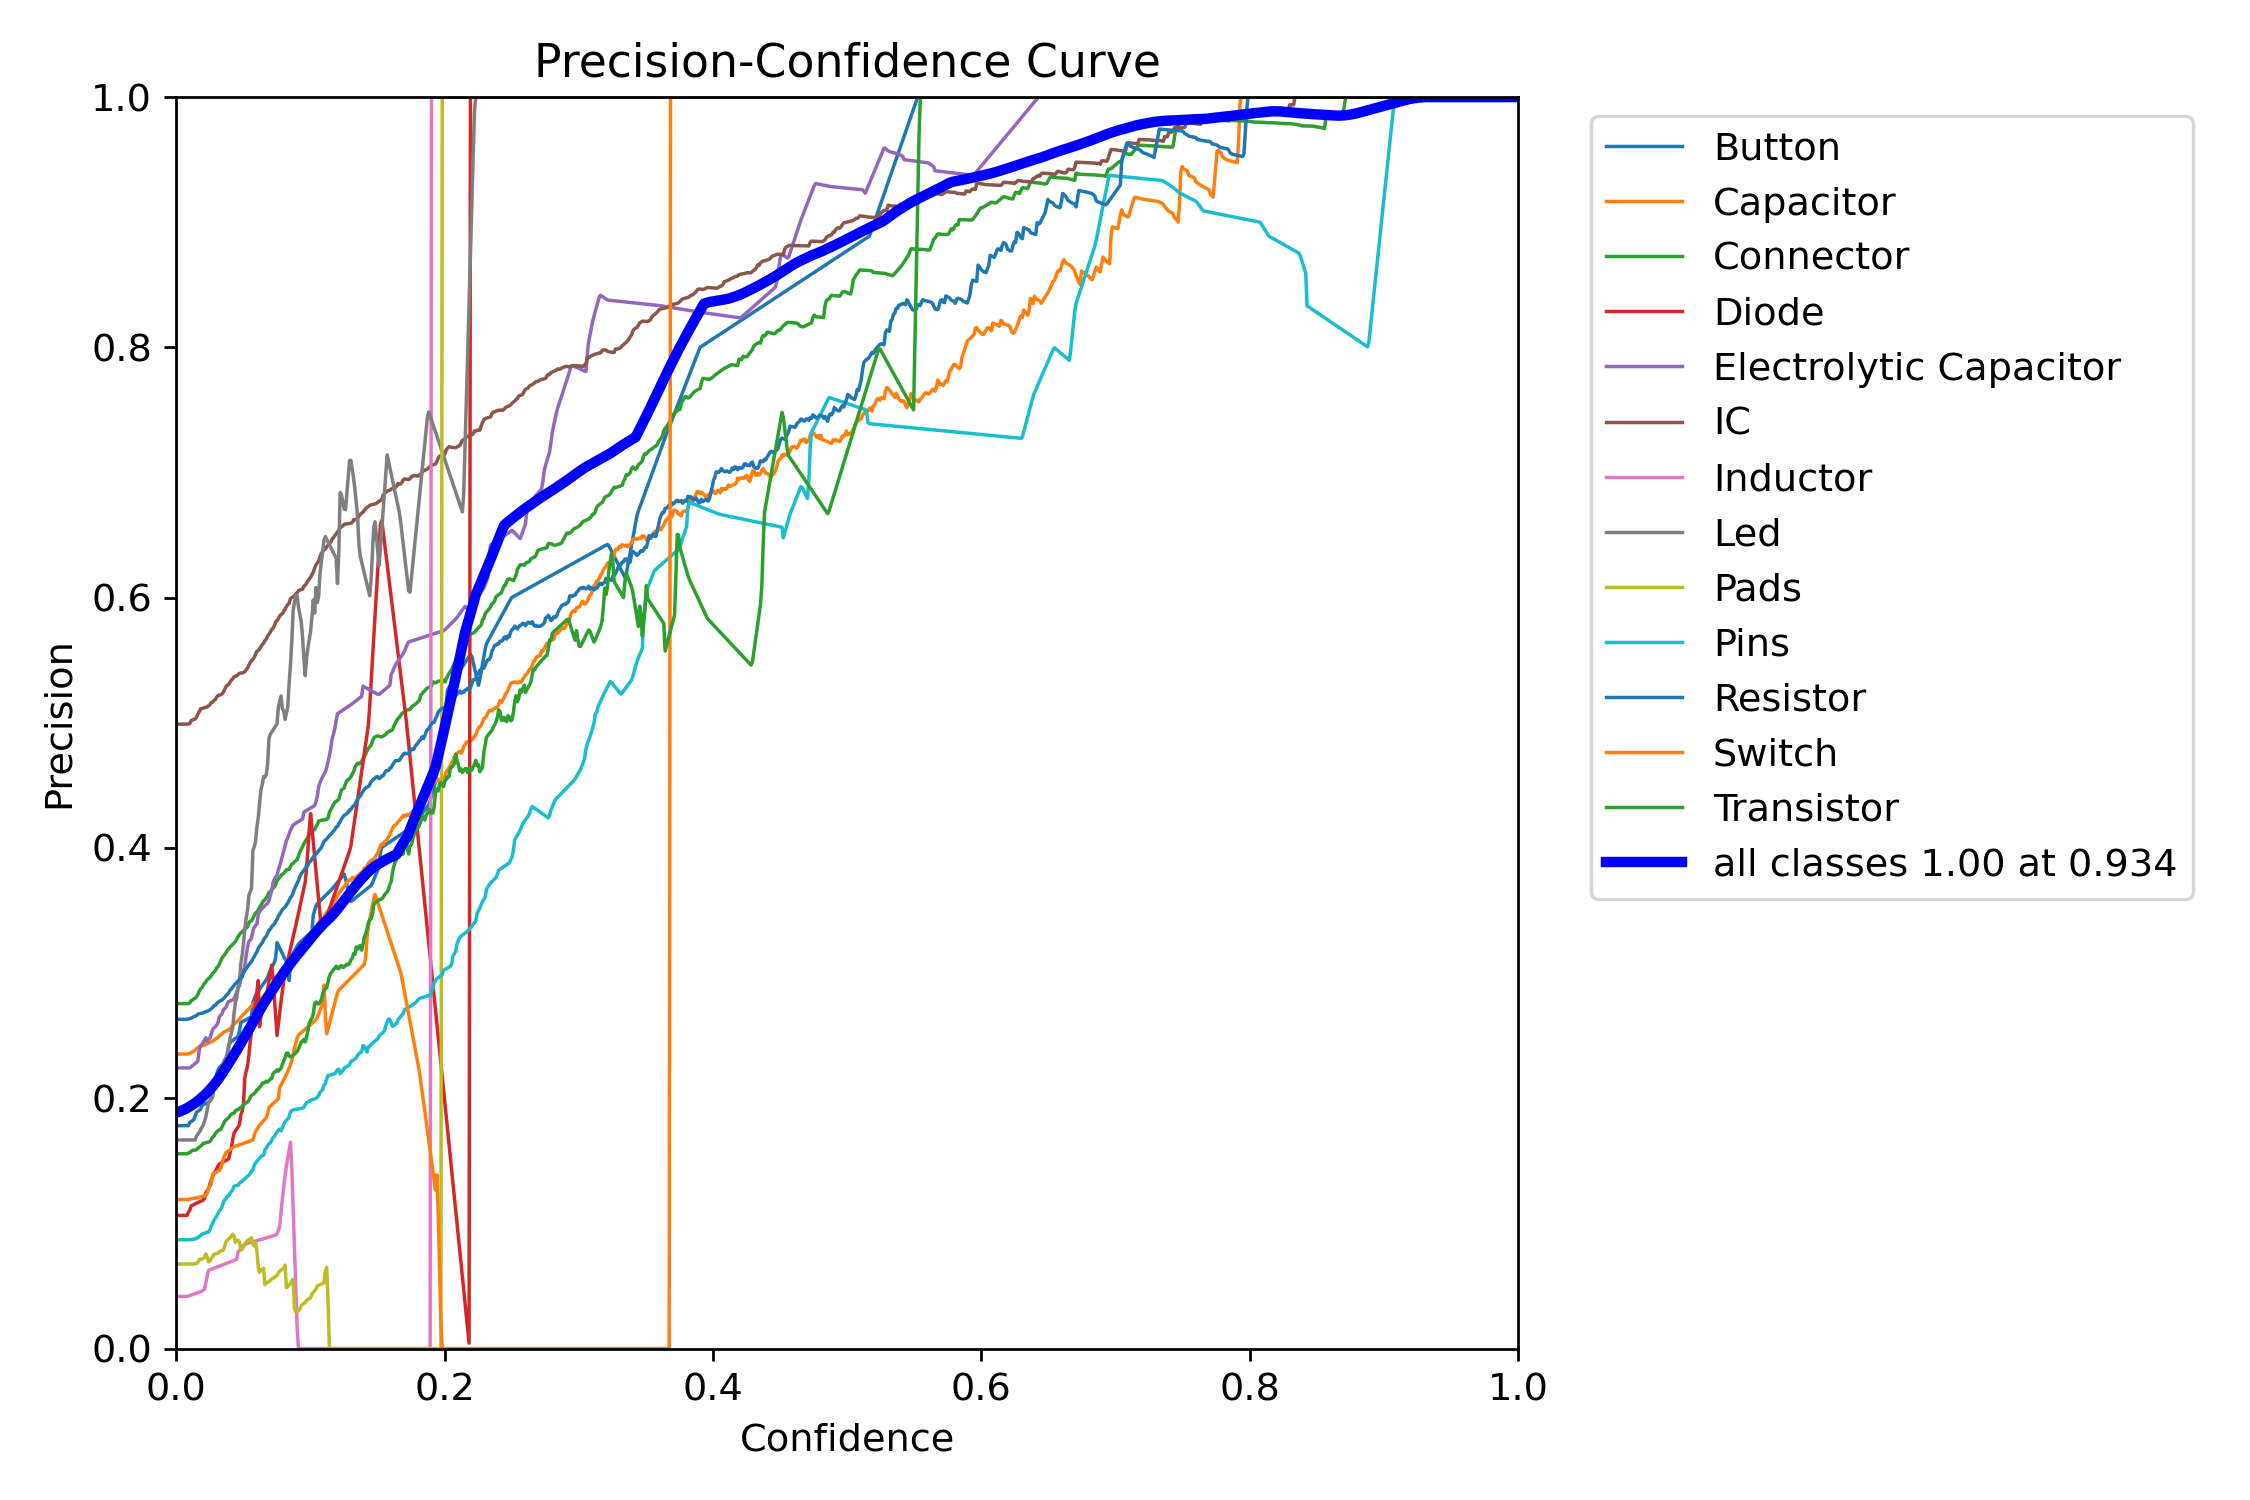 Precision-Confidence Curve
1.0
0.8
0.6
0.4
0.2
0.0
Precision
0.0 0.2 0.4 0.6 0.8 1.0
Confidence
Button
Capacitor
Connector
Diode
Electrolytic Capacitor
IC
Inductor
Led
Pads
Pins
Resistor
Switch
Transistor
all classes 1.00 at 0.934